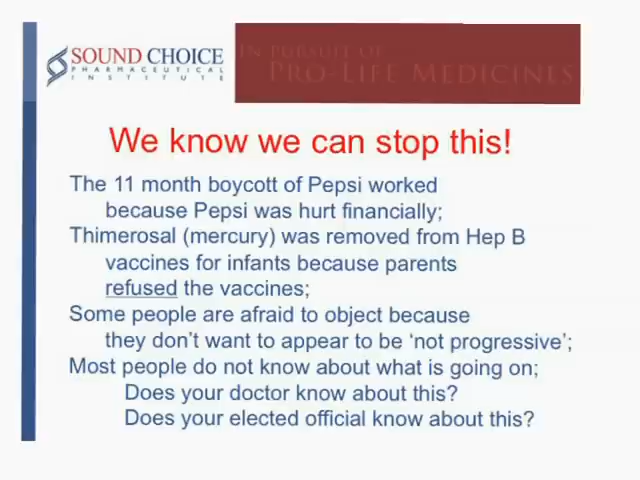 SOUND CHOICE
PHARMACEUTICAL
INSTITUTE
IN PURSUIT OF
PRO-LIFE MEDICINES
We know we can stop this!
The 11 month boycott of Pepsi worked
because Pepsi was hurt financially;
Thimerosal (mercury) was removed from Hep B
vaccines for infants because parents
refused the vaccines;
Some people are afraid to object because
they don't want to appear to be 'not progressive';
Most people do not know about what is going on;
Does your doctor know about this?
Does your elected official know about this?